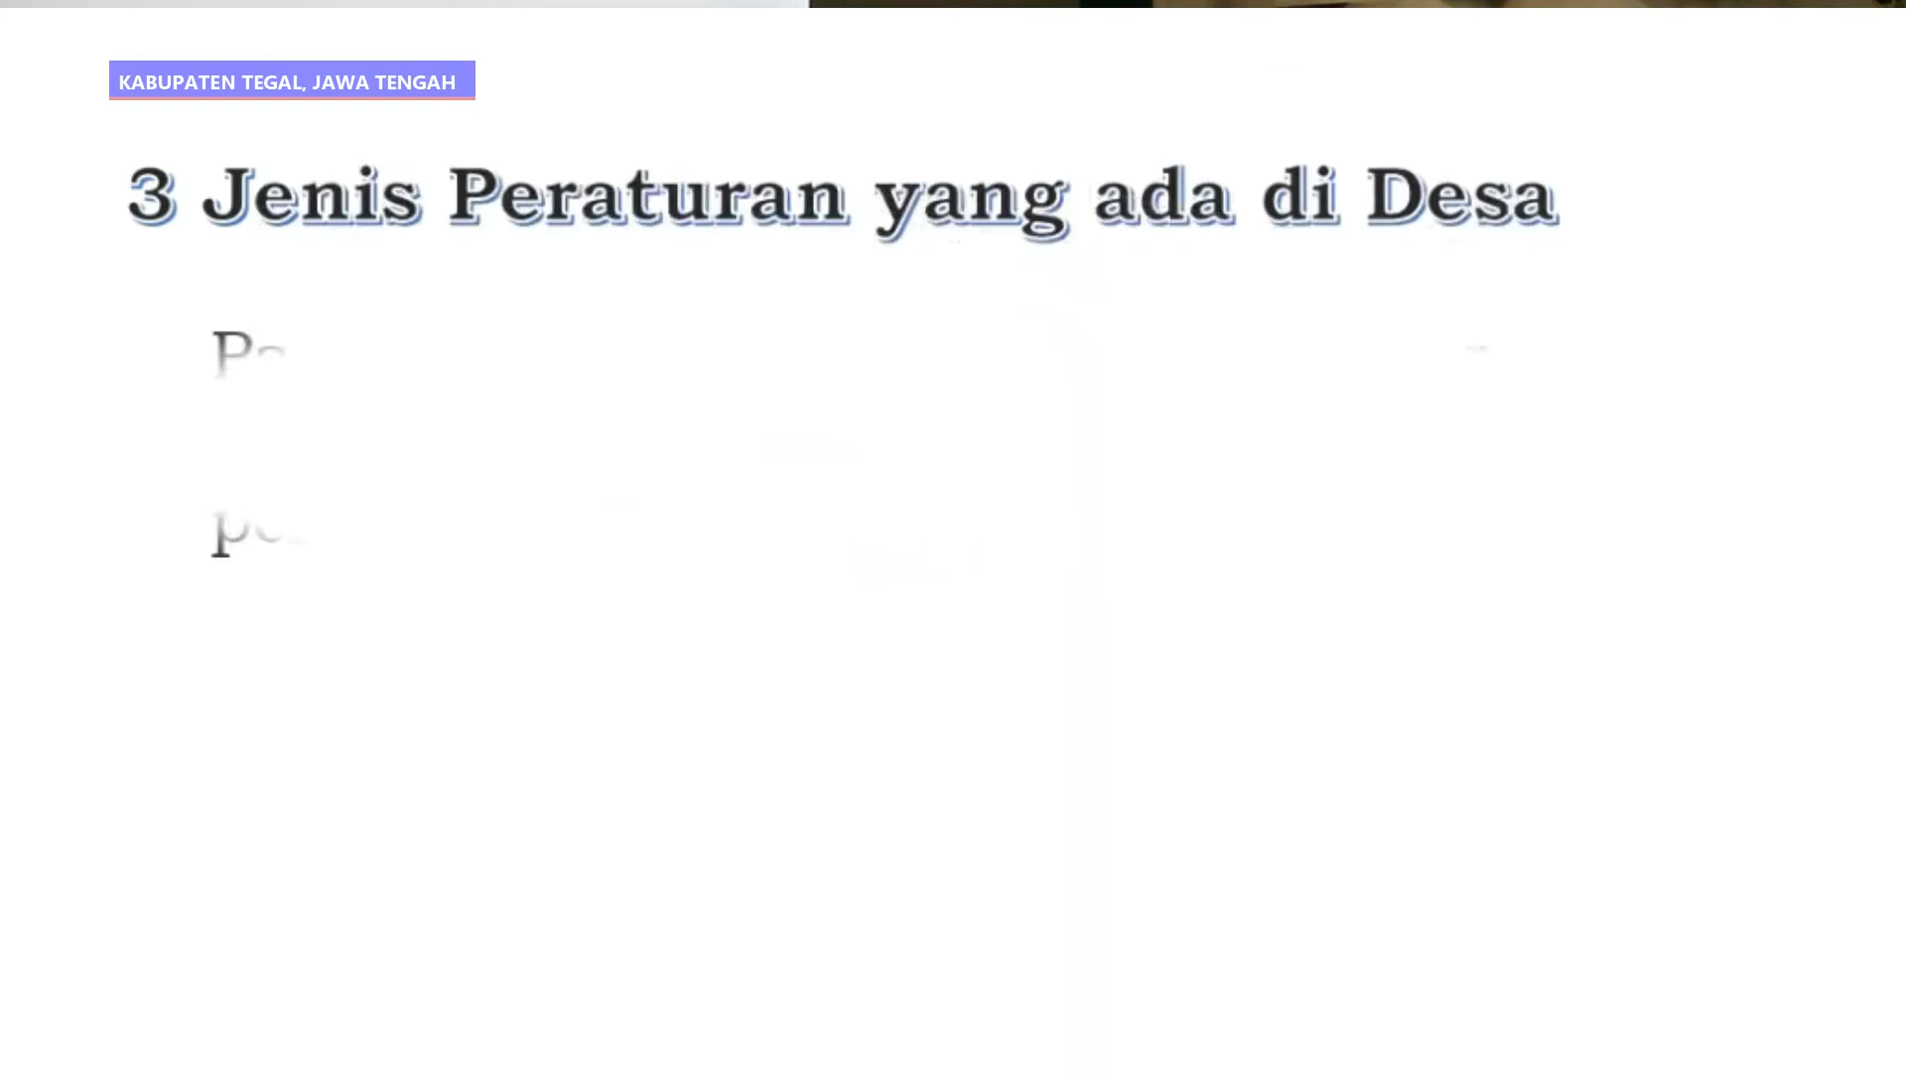 KABUPATEN TEGAL, JAWA TENGAH
3 Jenis Peraturan yang ada di Desa